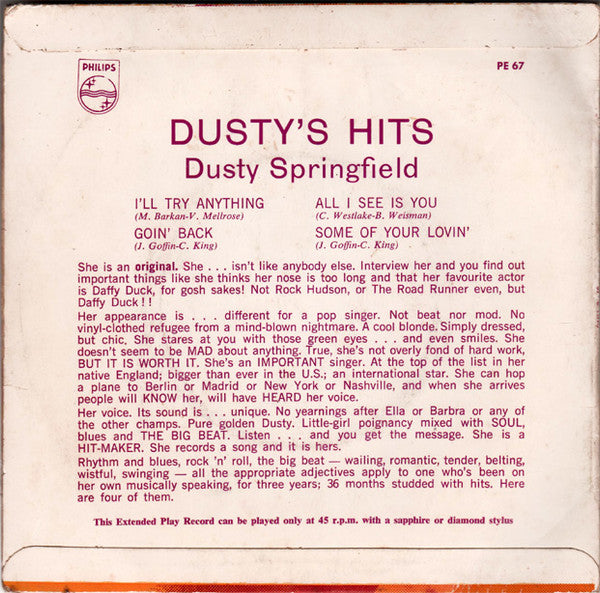 PHILIPS
PE 67
DUSTY'S HITS
Dusty Springfield
I'LL TRY ANYTHING
(M. Barkan-V. Mellrose)
ALL I SEE IS YOU
(C. Westlake-B. Weisman)
GOIN' BACK
(J. Goffin-C. King)
SOME OF YOUR LOVIN'
(J. Goffin-C. King)
She is an original. She . . . isn't like anybody else. Interview her and you find out
important things like she thinks her nose is too long and that her favourite actor
is Daffy Duck, for gosh sakes! Not Rock Hudson, or The Road Runner even, but
Daffy Duck ! !
Her appearance is . . . different for a pop singer. Not beat nor mod. No
vinyl-clothed refugee from a mind-blown nightmare. A cool blonde. Simply dressed,
but chic. She stares at you with those green eyes . . . and even smiles. She
doesn't seem to be MAD about anything. True, she's not overly fond of hard work,
BUT IT IS WORTH IT. She's an IMPORTANT singer. At the top of the list in her
native England; bigger than ever in the U.S.; an international star. She can hop
a plane to Berlin or Madrid or New York or Nashville, and when she arrives
people will KNOW her, will have HEARD her voice.
Her voice. Its sound is . . . unique. No yearnings after Ella or Barbra or any of
the other champs. Pure golden Dusty. Little-girl poignancy mixed with SOUL,
blues and THE BIG BEAT. Listen . . . and you get the message. She is a
HIT-MAKER. She records a song and it is hers.
Rhythm and blues, rock 'n' roll, the big beat — wailing, romantic, tender, belting,
wistful, swinging — all the appropriate adjectives apply to one who's been on
her own musically speaking, for three years; 36 months studded with hits. Here
are four of them.
This Extended Play Record can be played only at 45 r.p.m. with a sapphire or diamond stylus